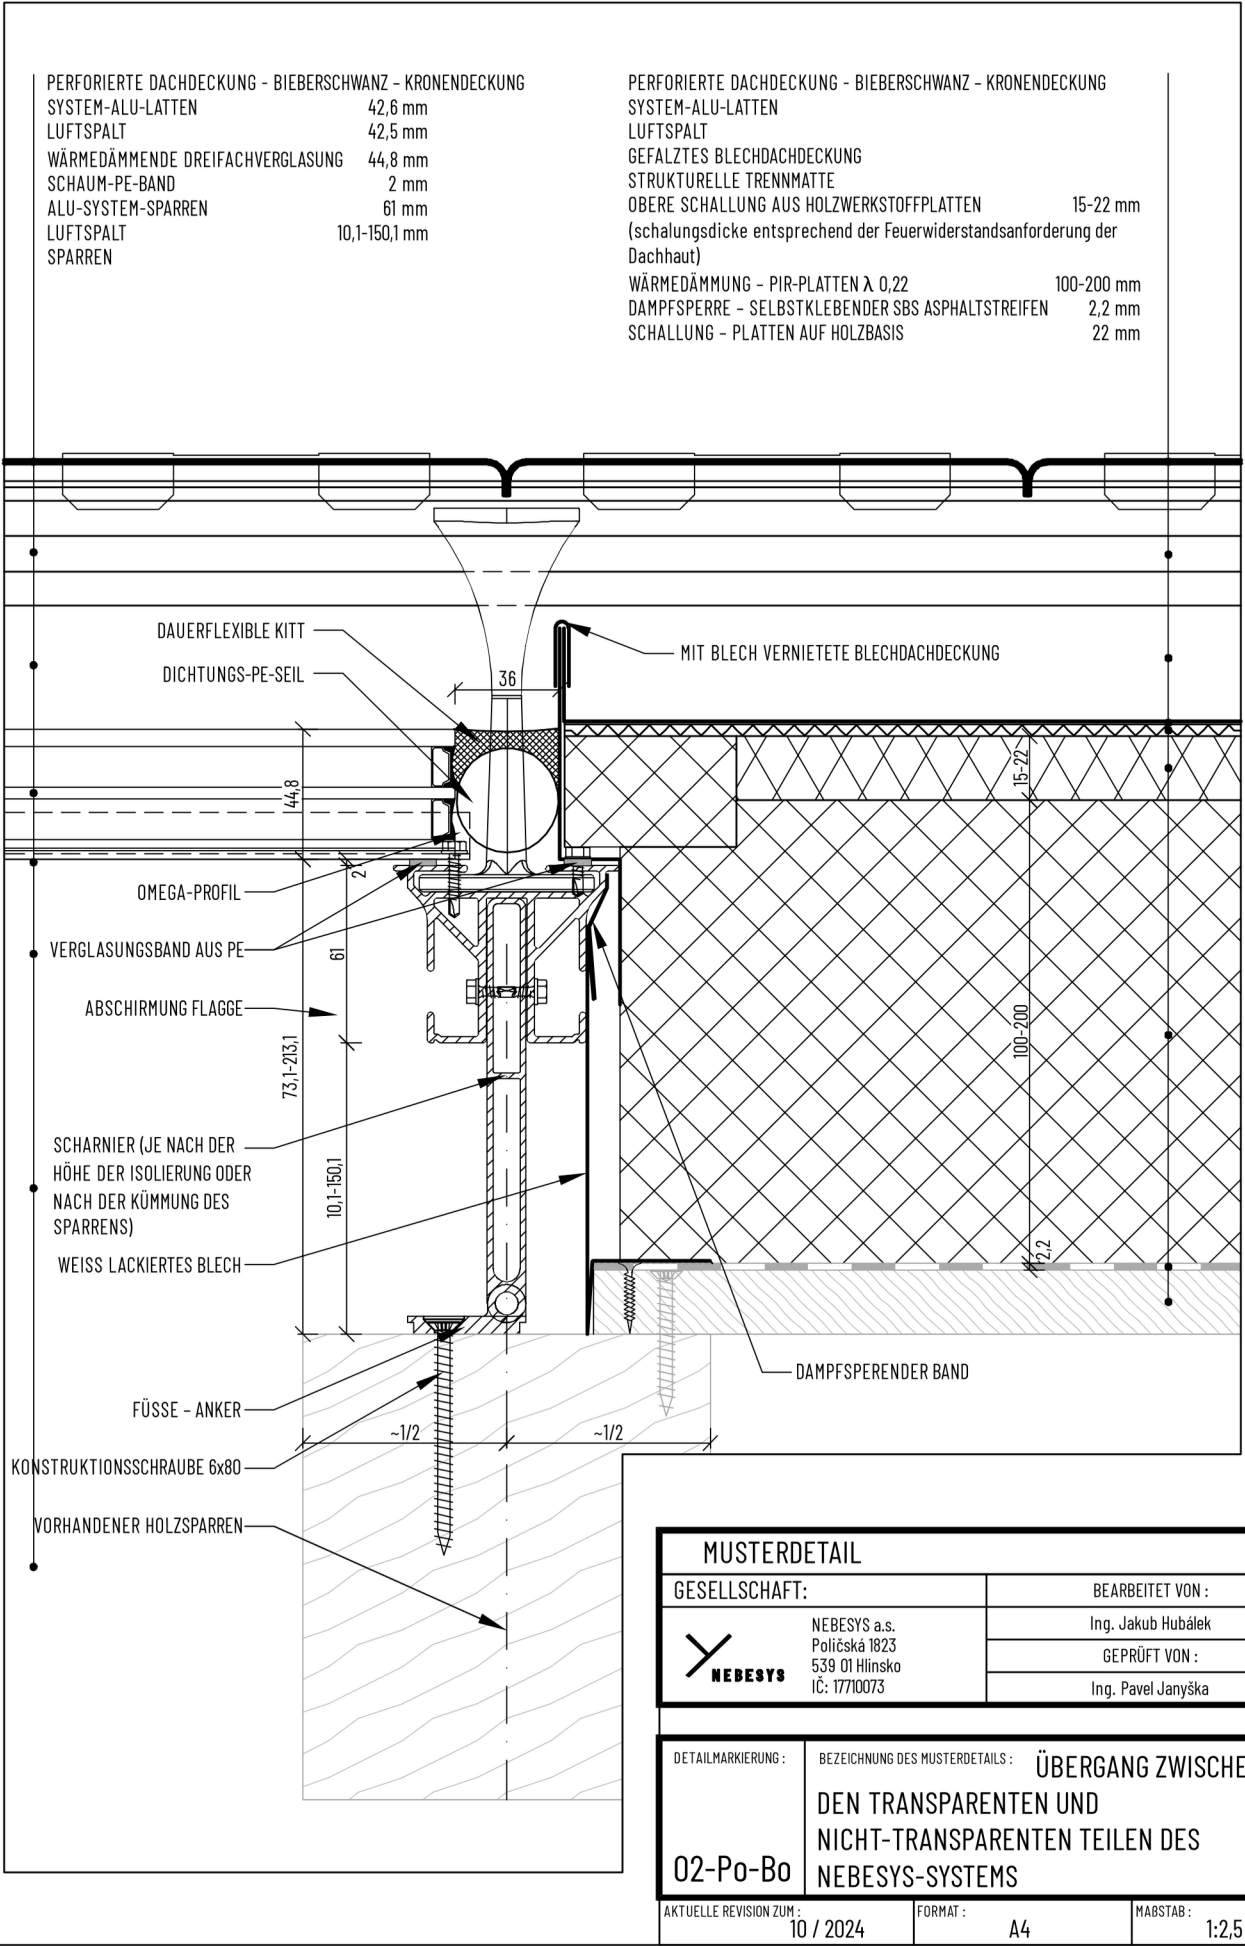 PERFORIERTE DACHDECKUNG - BIEBERSCHWANZ - KRONENDECKUNG
SYSTEM-ALU-LATTEN 42,6 mm
LUFTSPALT 42,5 mm
WÄRMEDÄMMENDE DREIFACHVERGLASUNG 44,8 mm
SCHAUM-PE-BAND 2 mm
ALU-SYSTEM-SPARREN 61 mm
LUFTSPALT 10,1-150,1 mm
SPARREN
PERFORIERTE DACHDECKUNG - BIEBERSCHWANZ - KRONENDECKUNG
SYSTEM-ALU-LATTEN
LUFTSPALT
GEFALZTES BLECHDACHDECKUNG
STRUKTURELLE TRENNMATTE
OBERE SCHALLUNG AUS HOLZWERKSTOFFPLATTEN 15-22 mm
(schalungsdicke entsprechend der Feuerwiderstandsanforderung der
Dachhaut)
WÄRMEDÄMMUNG - PIR-PLATTEN λ 0,22 100-200 mm
DAMPFSPERRE - SELBSTKLEBENDER SBS ASPHALTSTREIFEN 2,2 mm
SCHALLUNG - PLATTEN AUF HOLZBASIS 22 mm
DAUERFLEXIBLE KITT
MIT BLECH VERNIETETE BLECHDACHDECKUNG
DICHTUNGS-PE-SEIL
36
44,8
15-22
2
OMEGA-PROFIL
VERGLASUNGSBAND AUS PE
61
ABSCHIRMUNG FLAGGE
100-200
73,1-213,1
SCHARNIER (JE NACH DER
HÖHE DER ISOLIERUNG ODER
NACH DER KÜMMUNG DES
SPARRENS)
10,1-150,1
WEISS LACKIERTES BLECH
2,2
DAMPFSPERENDER BAND
FÜSSE - ANKER
~1/2
~1/2
KONSTRUKTIONSSCHRAUBE 6x80
VORHANDENER HOLZSPARREN
MUSTERDETAIL
GESELLSCHAFT:
BEARBEITET VON :
NEBESYS
NEBESYS a.s.
Poličská 1823
539 01 Hlinsko
IČ: 17710073
Ing. Jakub Hubálek
GEPRÜFT VON :
Ing. Pavel Janyška
DETAILMARKIERUNG :
02-Po-Bo
BEZEICHNUNG DES MUSTERDETAILS : ÜBERGANG ZWISCHE
DEN TRANSPARENTEN UND
NICHT-TRANSPARENTEN TEILEN DES
NEBESYS-SYSTEMS
AKTUELLE REVISION ZUM :
10 / 2024
FORMAT :
A4
MAßSTAB :
1:2,5